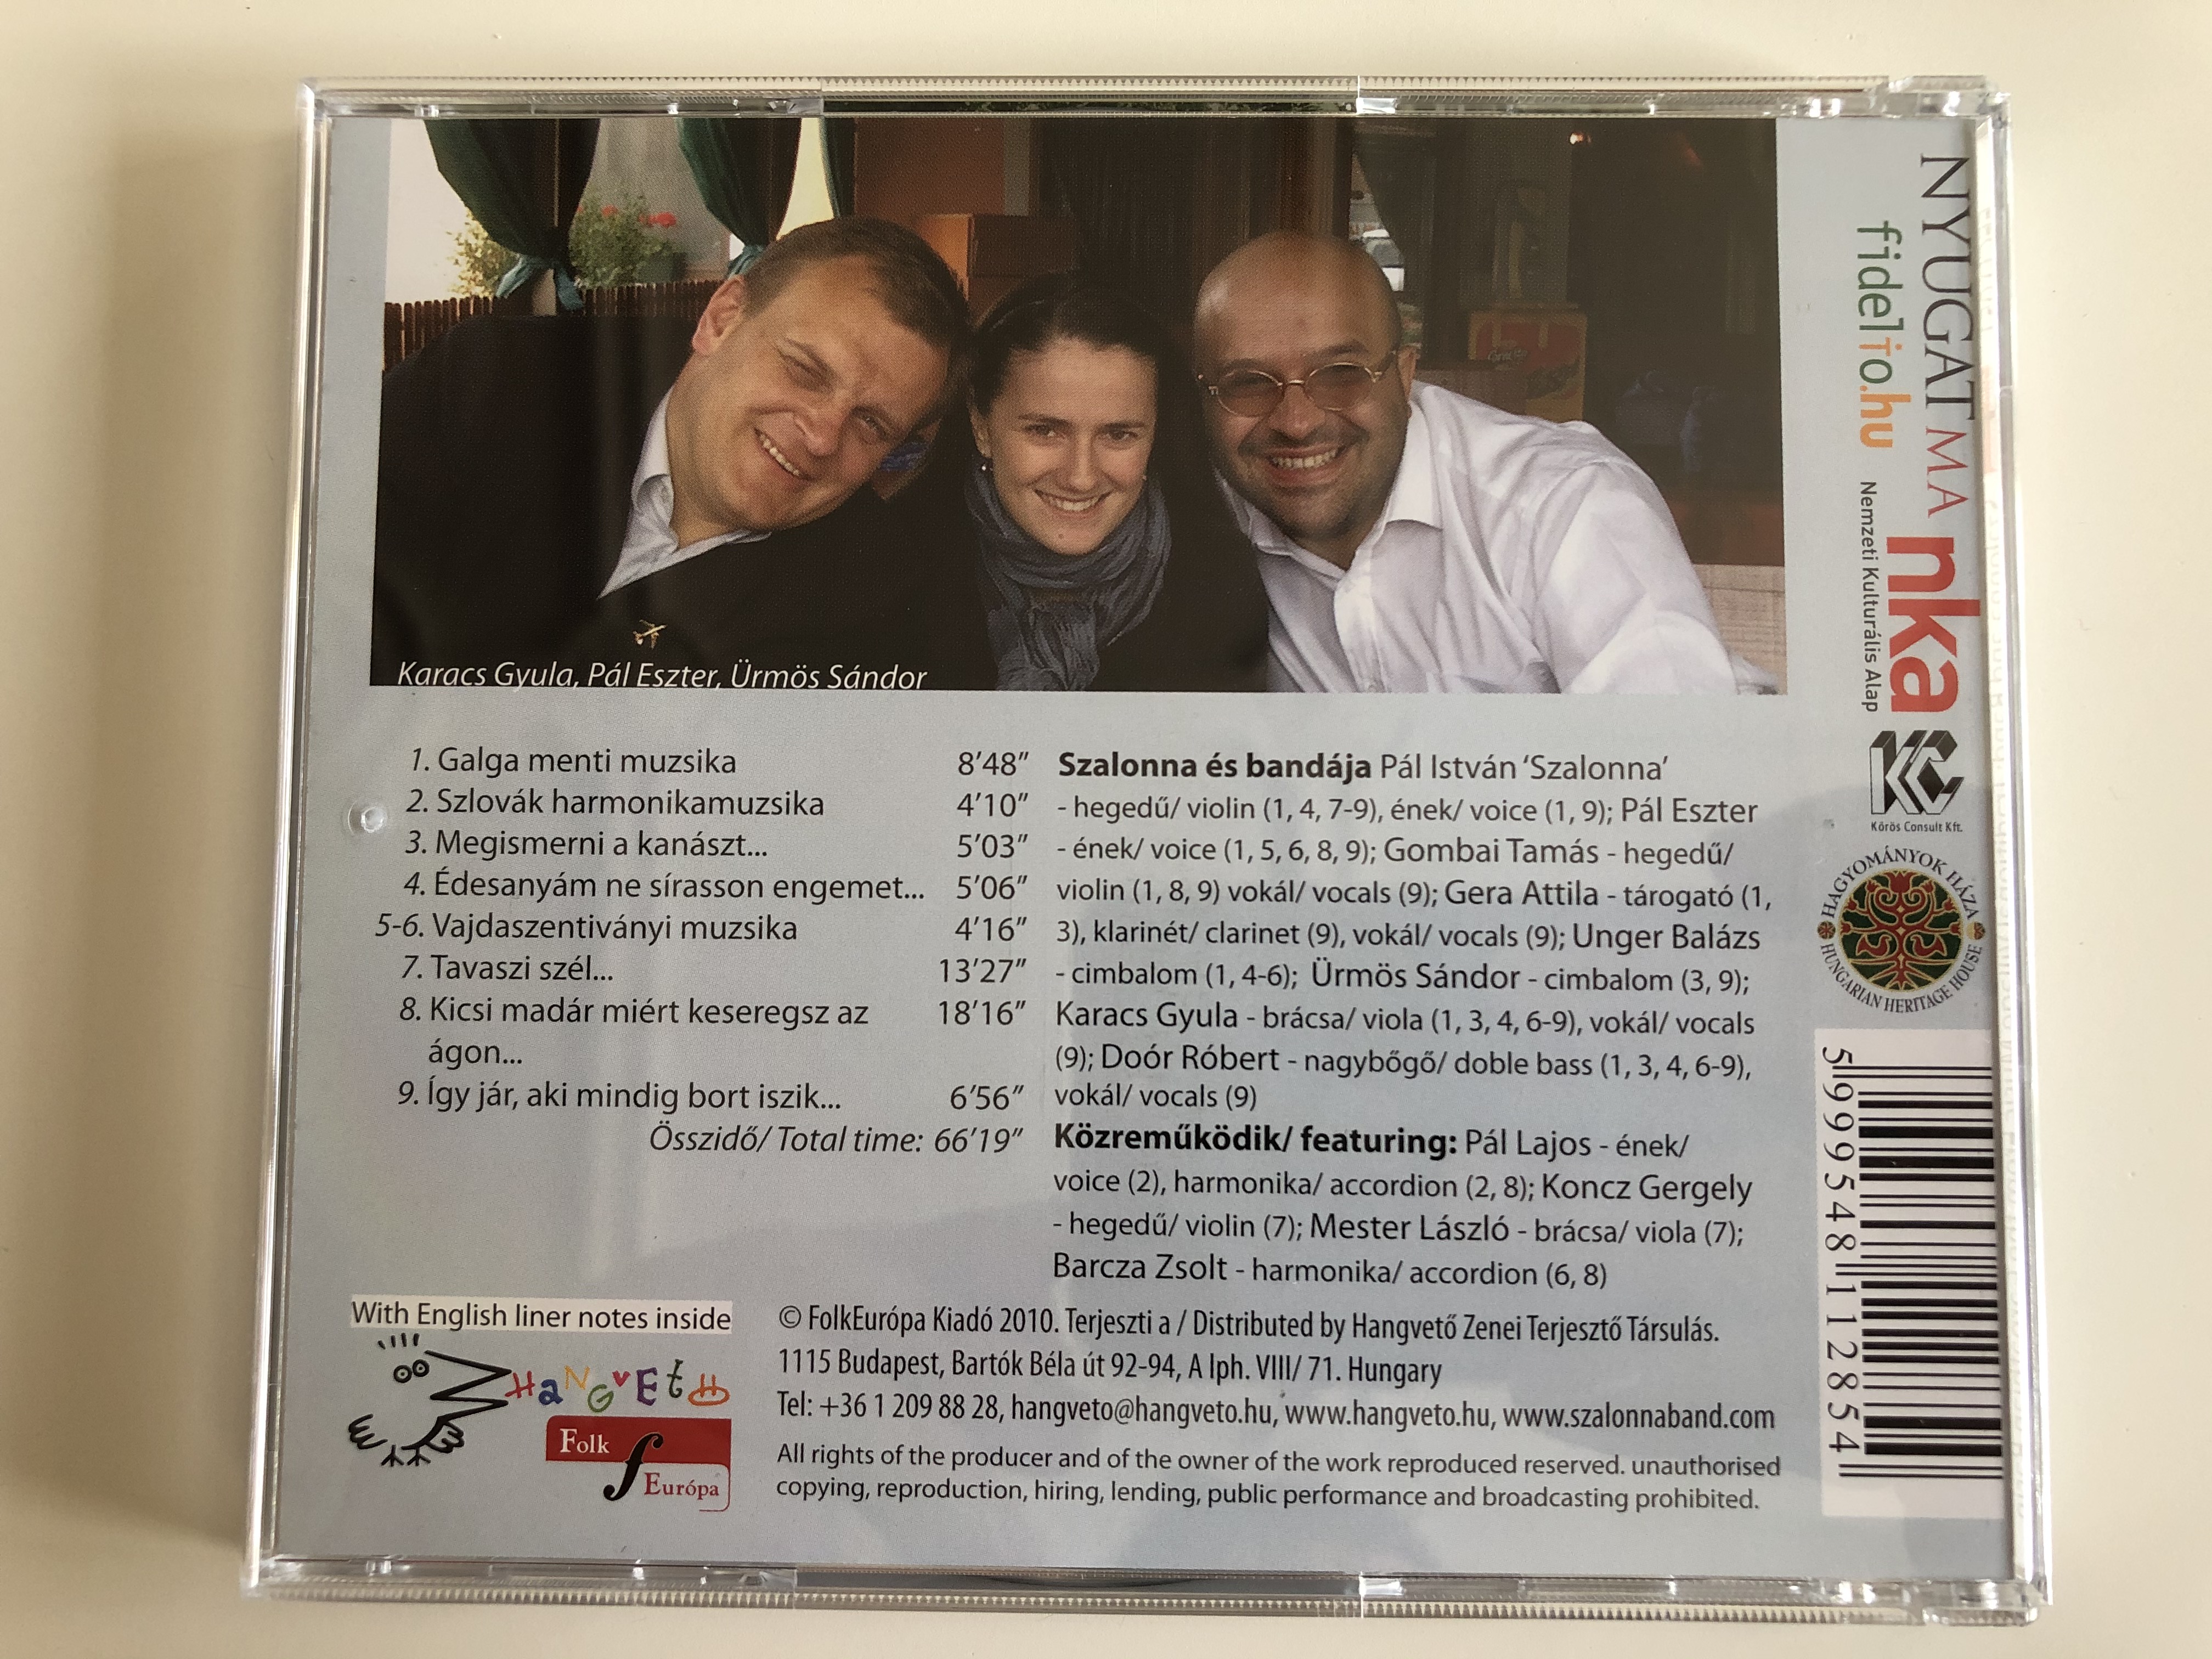 Karacs Gyula, Pál Eszter, Ürmös Sándor
1. Galga menti muzsika 8’48”
2. Szlovák harmonikamuzsika 4’10”
3. Megismerni a kanászt... 5’03”
4. Édesanyám ne sírasson engemet... 5’06”
5-6. Vajdaszentiványi muzsika 4’16”
7. Tavaszi szél... 13’27”
8. Kicsi madár miért keseregsz az 18’16”
ágon...
9. Így jár, aki mindig bort iszik... 6’56”
Összidő/ Total time: 66’19”
Szalonna és bandája Pál István ‘Szalonna’
- hegedű/ violin (1, 4, 7-9), ének/ voice (1, 9); Pál Eszter
- ének/ voice (1, 5, 6, 8, 9); Gombai Tamás - hegedű/
violin (1, 8, 9) vokál/ vocals (9); Gera Attila - tárogató (1,
3), klarinét/ clarinet (9), vokál/ vocals (9); Unger Balázs
- cimbalom (1, 4-6); Ürmös Sándor - cimbalom (3, 9);
Karacs Gyula - brácsa/ viola (1, 3, 4, 6-9), vokál/ vocals
(9); Doór Róbert - nagybőgő/ doble bass (1, 3, 4, 6-9),
vokál/ vocals (9)
Közreműködik/ featuring: Pál Lajos - ének/
voice (2), harmonika/ accordion (2, 8); Koncz Gergely
- hegedű/ violin (7); Mester László - brácsa/ viola (7);
Barcza Zsolt - harmonika/ accordion (6, 8)
With English liner notes inside
HANGVETŐ
Folk
Európa
© FolkEurópa Kiadó 2010. Terjeszti a / Distributed by Hangvető Zenei Terjesztő Társulás.
1115 Budapest, Bartók Béla út 92-94, A lph. VIII/ 71. Hungary
Tel: +36 1 209 88 28, hangveto@hangveto.hu, www.hangveto.hu, www.szalonnaband.com
All rights of the producer and of the owner of the work reproduced reserved. unauthorised
copying, reproduction, hiring, lending, public performance and broadcasting prohibited.
NYUGAT MA
fidelio.hu
nka
Nemzeti Kulturális Alap
KC
Körös Consult Kft.
HAGYOMÁNYOK HÁZA
HUNGARIAN HERITAGE HOUSE
5 999548 112854